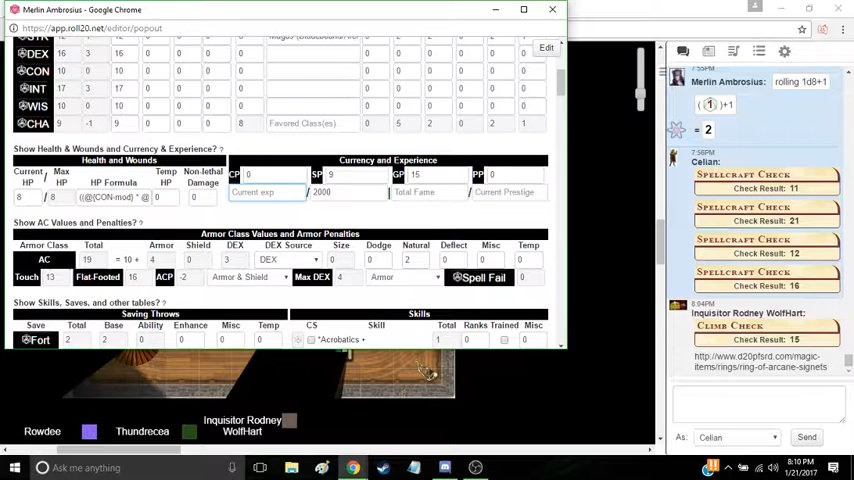 Merlin Ambrosius - Google Chrome
https://app.roll20.net/editor/popout
Edit
DEX 16 3 16 0 0 0
CON 10 0 10 0 0 0
INT 17 3 17 0 0 0
WIS 10 0 10 0 0 0
CHA 9 -1 9 0 0 8 Favored Class(es) 0 5 2 0 2 1
Show Health & Wounds and Currency & Experience? ?
Health and Wounds Currency and Experience
Current HP / Max HP HP Formula Temp HP Non-lethal Damage
CP 0 SP 9 GP 15 PP 0
8 / 8 ((@{CON-mod} * @ 0 0
Current exp / 2000 Total Fame Current Prestige
Show AC Values and Penalties? ?
Armor Class Values and Armor Penalties
Armor Class Total Armor Shield DEX DEX Source Size Dodge Natural Deflect Misc Temp
AC 19 = 10 + 4 0 3 DEX 0 0 2 0 0 0
Touch 13 Flat-Footed 16 ACP -2 Armor & Shield Max DEX 4 Armor Spell Fail 0
Show Skills, Saves, and other tables? ?
Saving Throws Skills
Save Total Base Ability Enhance Misc Temp CS Skill Total Ranks Trained Misc
Fort 2 2 0 0 0 0 *Acrobatics • 1 0 0
Rowdee
Thundrecea
Inquisitor Rodney
WolfHart
7:55PM
Merlin Ambrosius: rolling 1d8+1
(1)+1
= 2
7:56PM
Celian:
Spellcraft Check
Check Result: 11
Spellcraft Check
Check Result: 21
Spellcraft Check
Check Result: 12
Spellcraft Check
Check Result: 16
8:04PM
Inquisitor Rodney WolfHart:
Climb Check
Check Result: 15
http://www.d20pfsrd.com/magic-
items/rings/ring-of-arcane-signets
As: Celian Send
Ask me anything
8:10 PM
1/21/2017